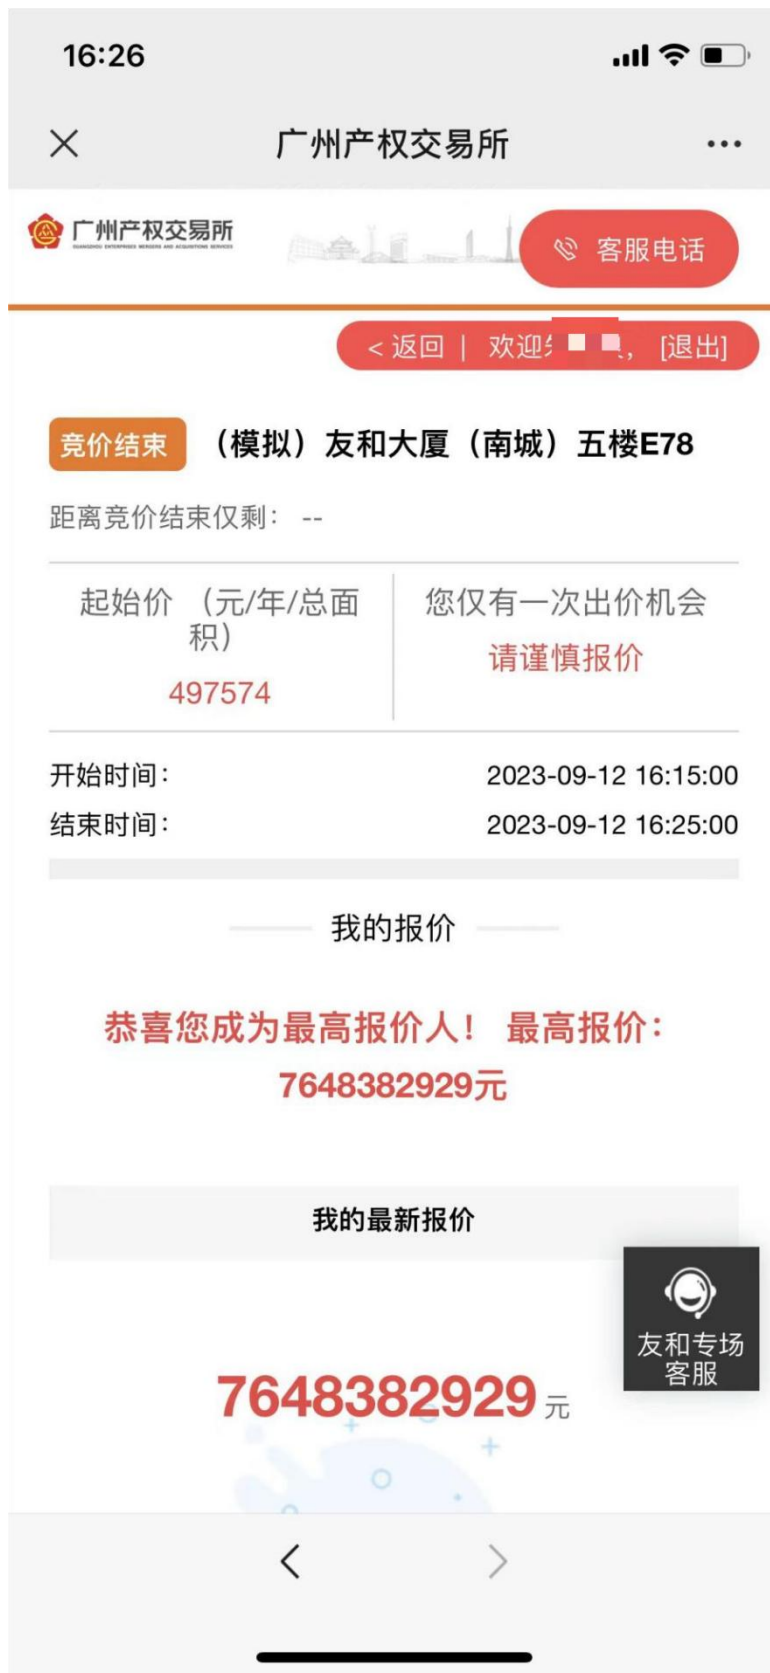 16:26
广州产权交易所
广州产权交易所
GUANGZHOU ENTERPRISES MERGERS AND ACQUISITIONS SERVICES
客服电话
< 返回 | 欢迎 , [退出]
竞价结束 （模拟）友和大厦（南城）五楼E78
距离竞价结束仅剩： --
起始价 （元/年/总面
积）
497574
您仅有一次出价机会
请谨慎报价
开始时间： 2023-09-12 16:15:00
结束时间： 2023-09-12 16:25:00
我的报价
恭喜您成为最高报价人！ 最高报价：
7648382929元
我的最新报价
7648382929 元
友和专场
客服